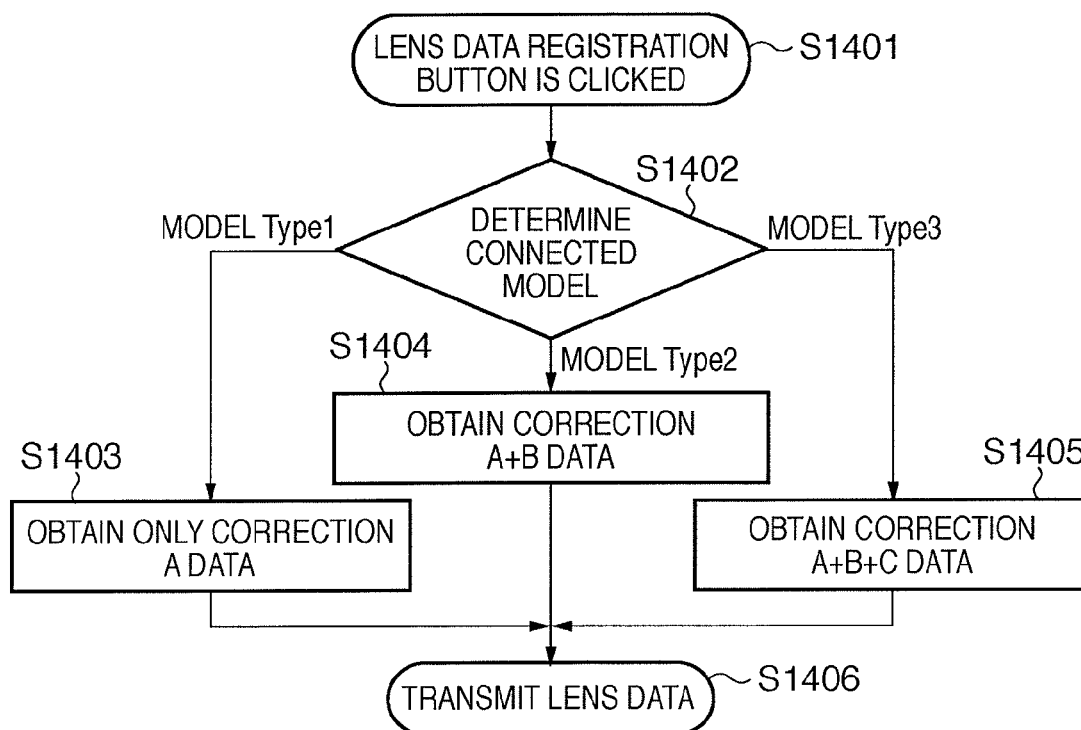 LENS DATA REGISTRATION
BUTTON IS CLICKED
S1401
S1402
DETERMINE
CONNECTED
MODEL
MODEL Type1
MODEL Type3
MODEL Type2
S1404
OBTAIN CORRECTION
A+B DATA
S1403
OBTAIN ONLY CORRECTION
A DATA
S1405
OBTAIN CORRECTION
A+B+C DATA
TRANSMIT LENS DATA
S1406